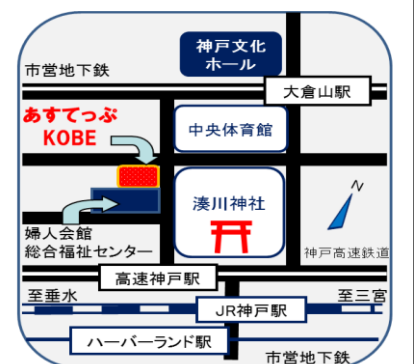 神戸文化
ホール
市営地下鉄
大倉山駅
あすてっぷ
KOBE
中央体育館
湊川神社
N
婦人会館
総合福祉センター
神戸高速鉄道
高速神戸駅
至垂水
至三宮
JR神戸駅
ハーバーランド駅
市営地下鉄